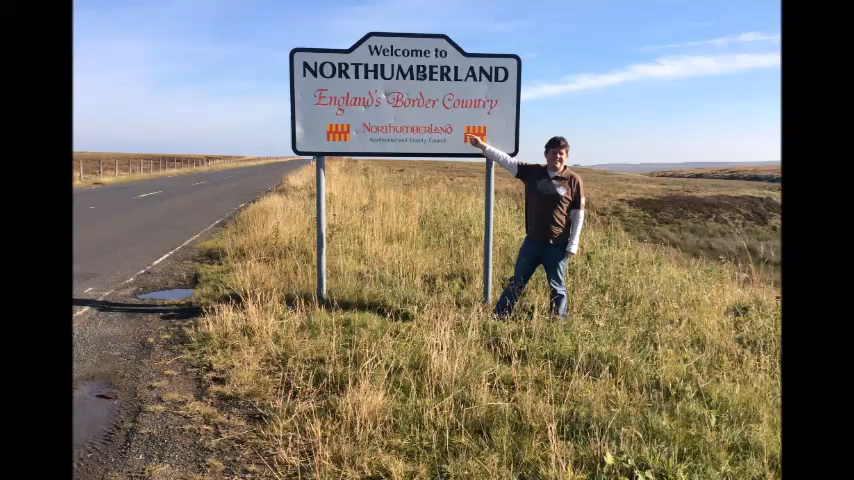 Welcome to
NORTHUMBERLAND
England's Border Country
NORTHUMBERLAND
Northumberland County Council